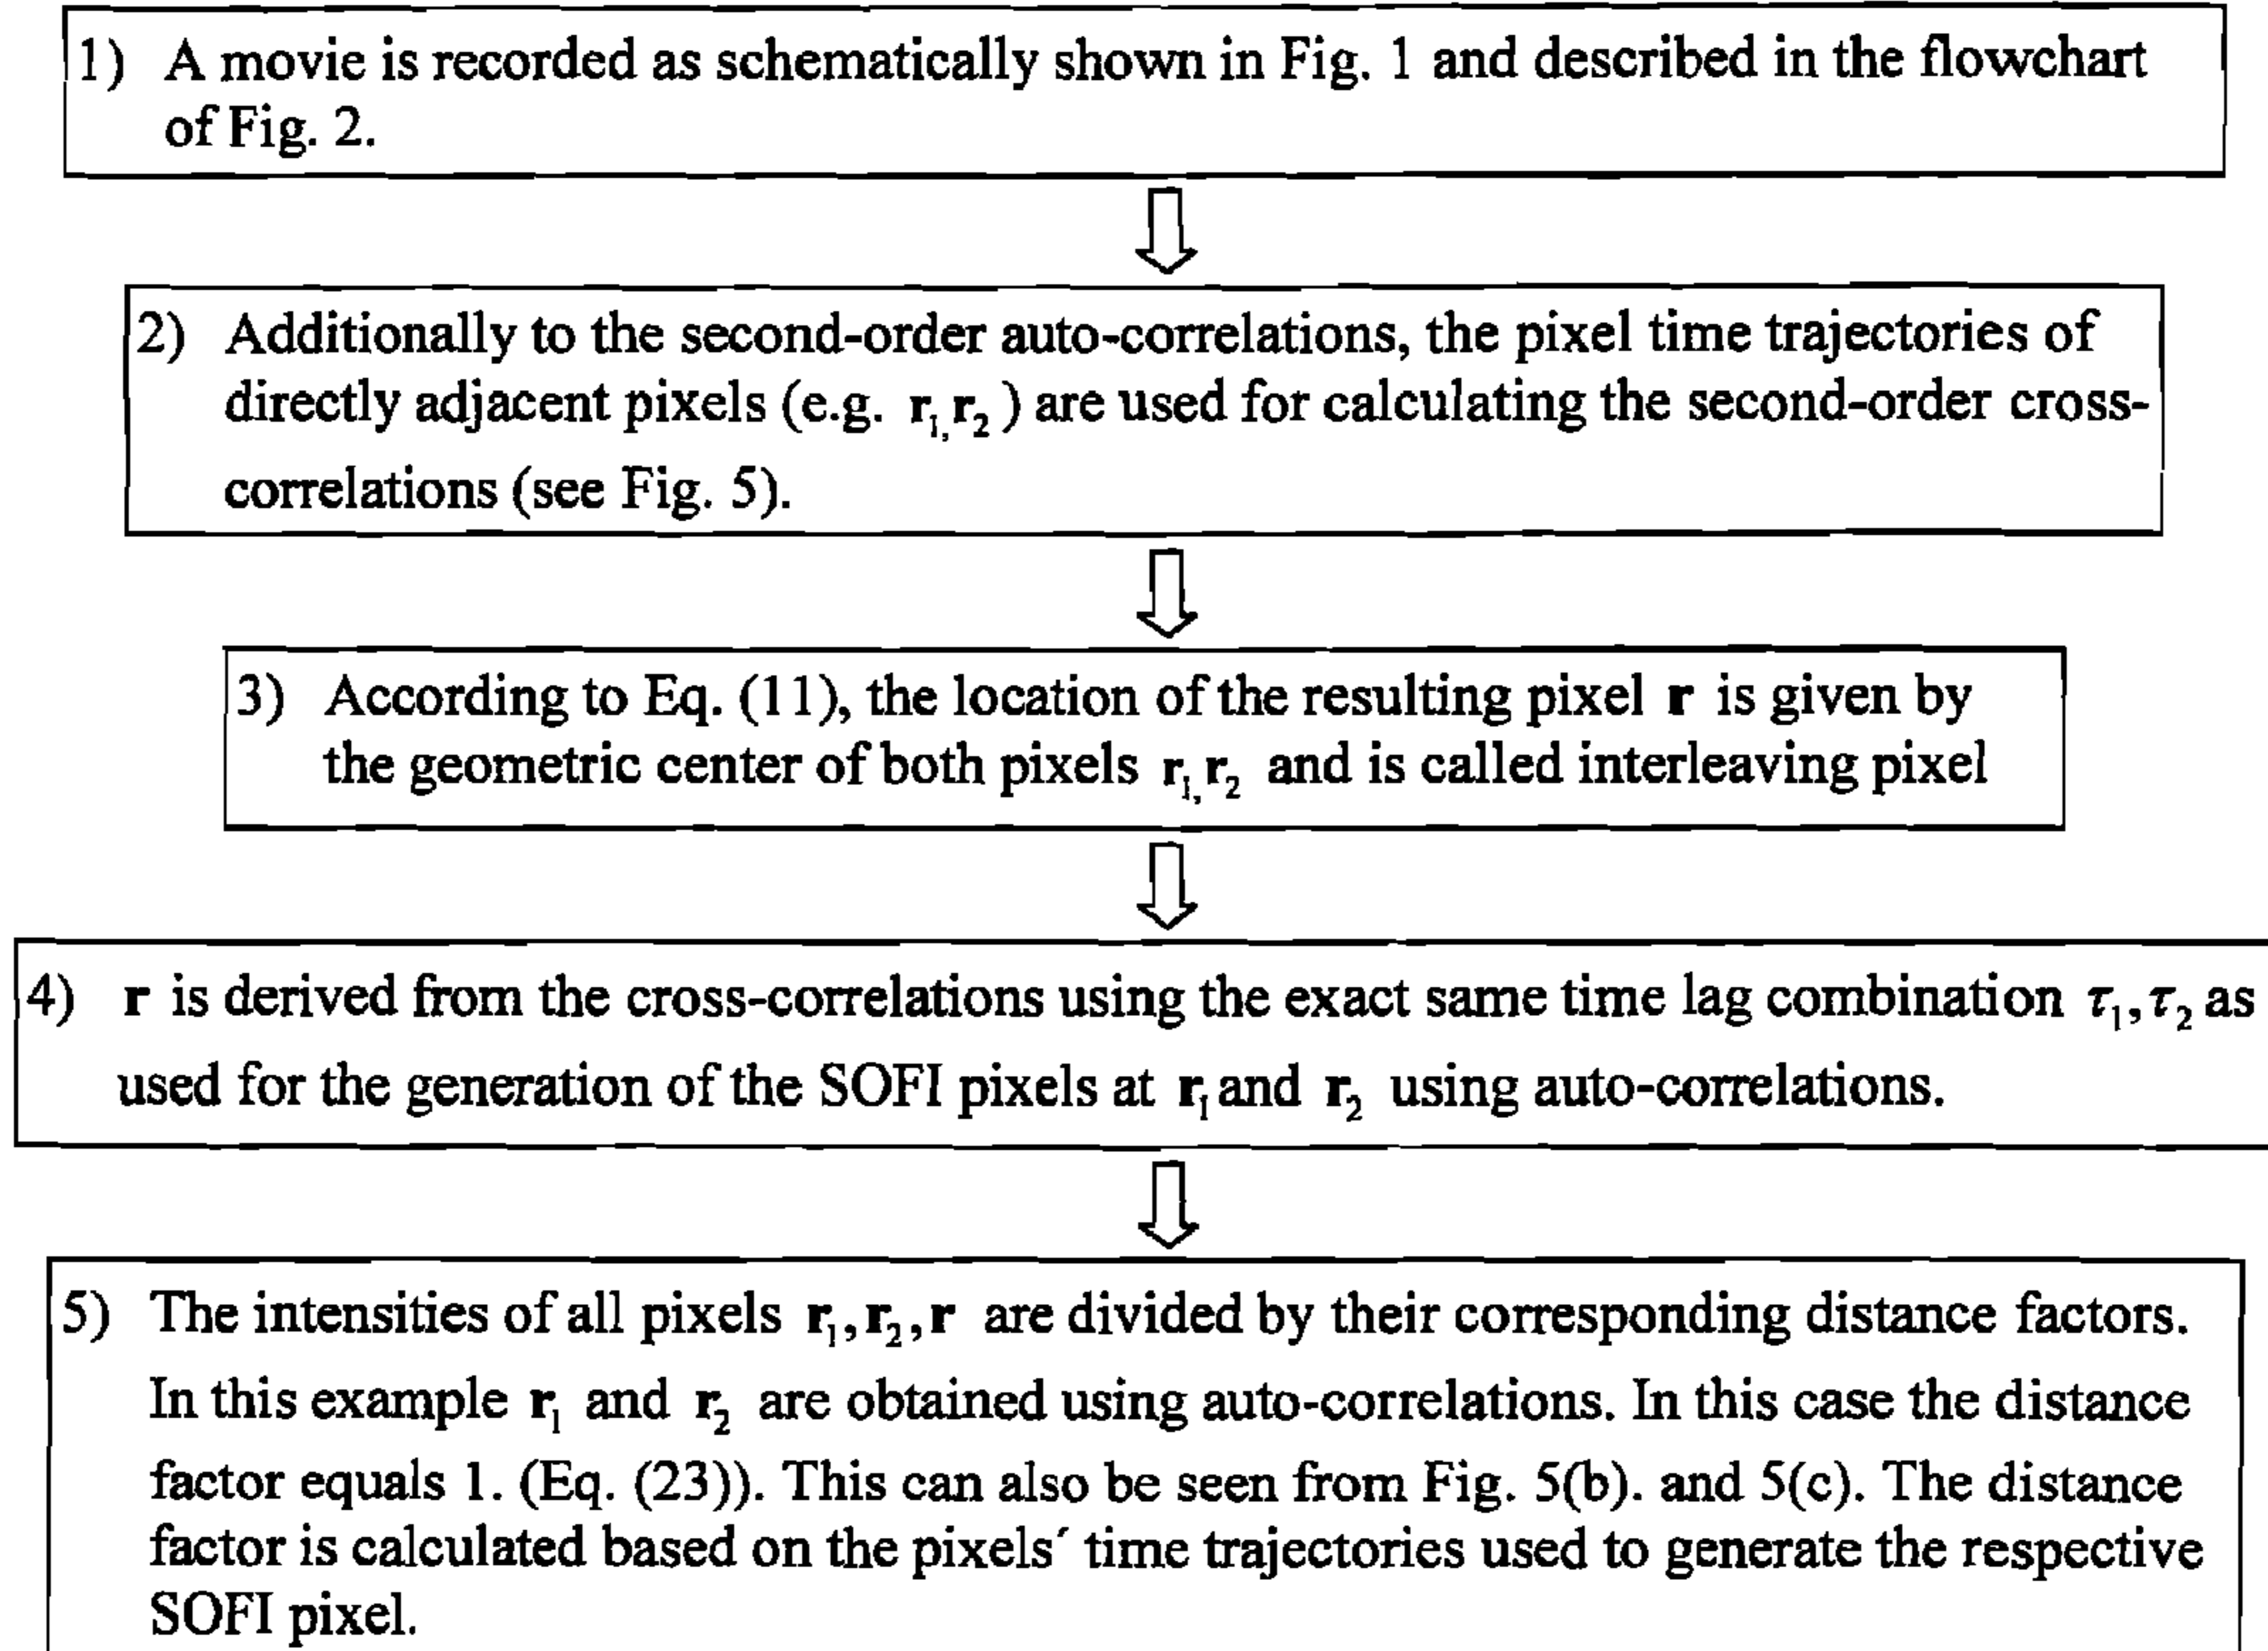 1) A movie is recorded as schematically shown in Fig. 1 and described in the flowchart
of Fig. 2.
2) Additionally to the second-order auto-correlations, the pixel time trajectories of
directly adjacent pixels (e.g. r₁,r₂ ) are used for calculating the second-order cross-
correlations (see Fig. 5).
3) According to Eq. (11), the location of the resulting pixel r is given by
the geometric center of both pixels r₁,r₂ and is called interleaving pixel
4) r is derived from the cross-correlations using the exact same time lag combination τ₁,τ₂ as
used for the generation of the SOFI pixels at r₁ and r₂ using auto-correlations.
5) The intensities of all pixels r₁,r₂,r are divided by their corresponding distance factors.
In this example r₁ and r₂ are obtained using auto-correlations. In this case the distance
factor equals 1. (Eq. (23)). This can also be seen from Fig. 5(b). and 5(c). The distance
factor is calculated based on the pixels´ time trajectories used to generate the respective
SOFI pixel.